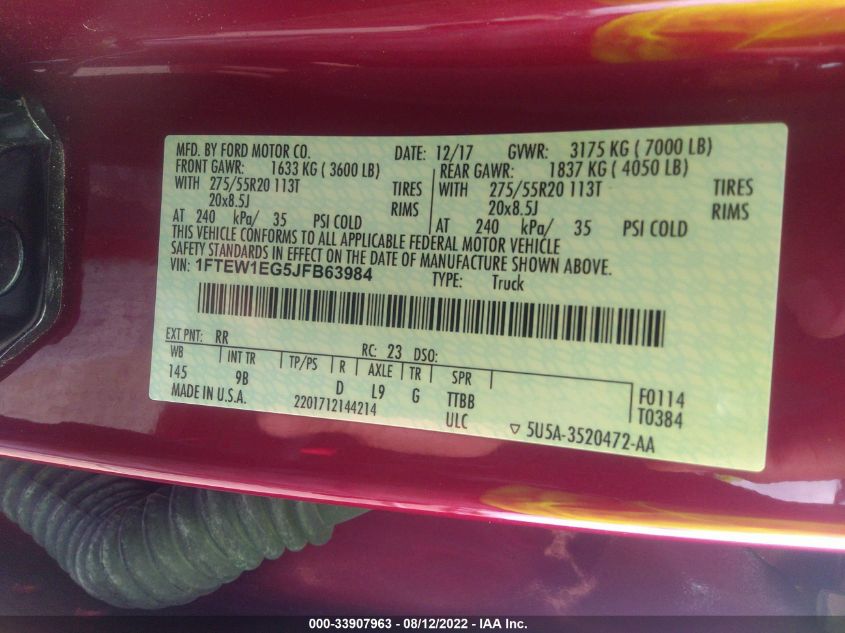 MFD. BY FORD MOTOR CO. DATE: 12/17 GVWR: 3175 KG ( 7000 LB)
FRONT GAWR: 1633 KG ( 3600 LB) REAR GAWR: 1837 KG ( 4050 LB)
WITH 275/55R20 113T TIRES WITH 275/55R20 113T TIRES
20x8.5J RIMS 20x8.5J RIMS
AT 240 kPa/ 35 PSI COLD AT 240 kPa/ 35 PSI COLD
THIS VEHICLE CONFORMS TO ALL APPLICABLE FEDERAL MOTOR VEHICLE
SAFETY STANDARDS IN EFFECT ON THE DATE OF MANUFACTURE SHOWN ABOVE.
VIN: 1FTEW1EG5JFB63984 TYPE: Truck
EXT PNT: RR RC: 23 DSO:
WB INT TR TP/PS R AXLE TR SPR
145 9B D L9 G TTBB F0114
MADE IN U.S.A. 2201712144214 ULC T0384
▽ 5U5A-3520472-AA
000-33907963 - 08/12/2022 - IAA Inc.